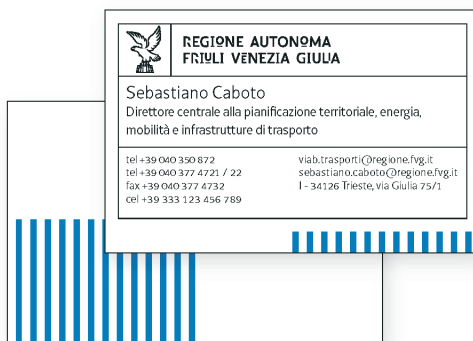 REGIONE AUTONOMA
FRIULI VENEZIA GIULIA
Sebastiano Caboto
Direttore centrale alla pianificazione territoriale, energia,
mobilità e infrastrutture di trasporto
tel +39 040 350 872
tel +39 040 377 4721 / 22
fax +39 040 377 4732
cel +39 333 123 456 789
viab.trasporti@regione.fvg.it
sebastiano.caboto@regione.fvg.it
I - 34126 Trieste, via Giulia 75/1